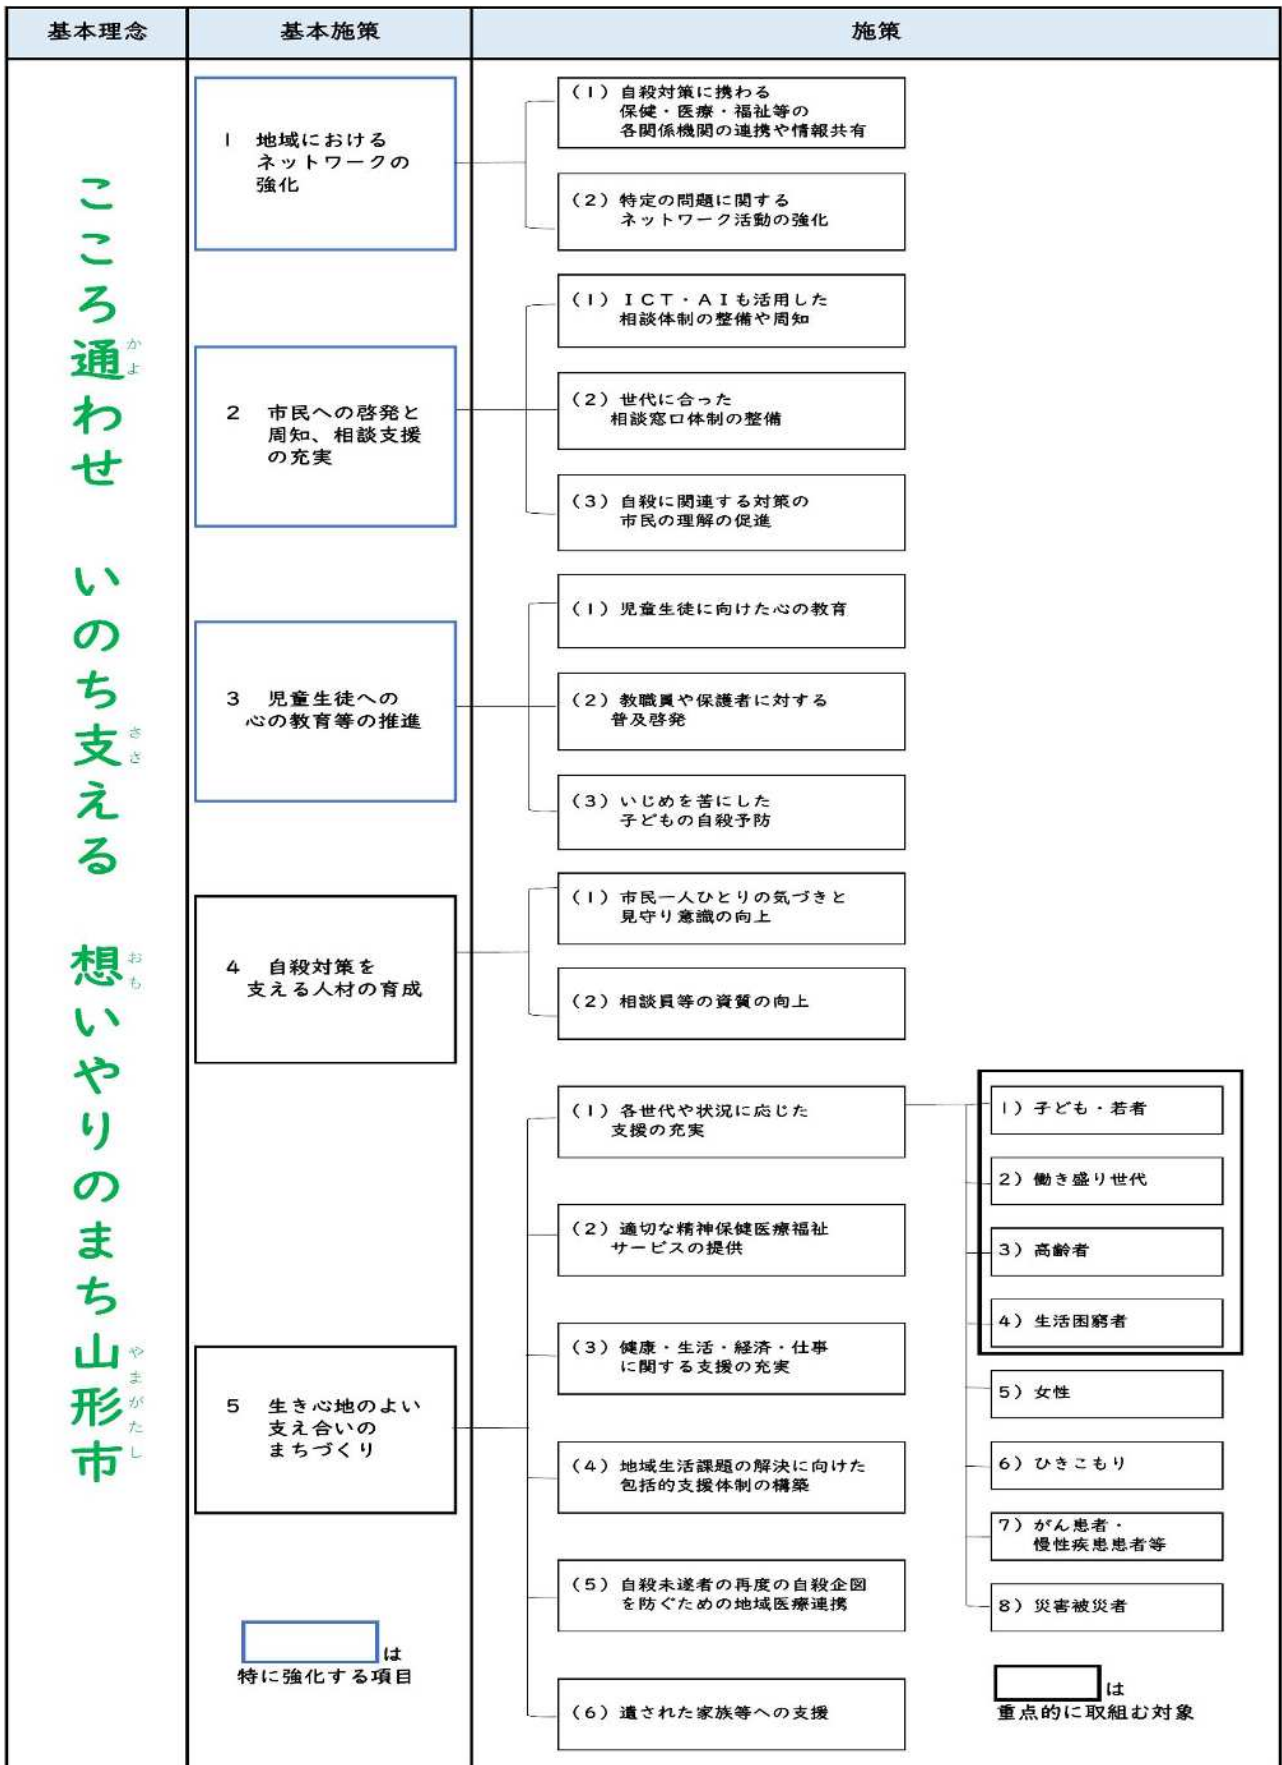 基本理念
基本施策
施策
こころ通わせ　いのち支える　想いやりのまち山形市
かよ
ささ
おも
やまがたし
1　地域における
ネットワークの
強化
(1) 自殺対策に携わる
保健・医療・福祉等の
各関係機関の連携や情報共有
(2) 特定の問題に関する
ネットワーク活動の強化
2　市民への啓発と
周知、相談支援
の充実
(1) ICT・AIも活用した
相談体制の整備や周知
(2) 世代に合った
相談窓口体制の整備
(3) 自殺に関連する対策の
市民の理解の促進
3　児童生徒への
心の教育等の推進
(1) 児童生徒に向けた心の教育
(2) 教職員や保護者に対する
普及啓発
(3) いじめを苦にした
子どもの自殺予防
4　自殺対策を
支える人材の育成
(1) 市民一人ひとりの気づきと
見守り意識の向上
(2) 相談員等の資質の向上
5　生き心地のよい
支え合いの
まちづくり
(1) 各世代や状況に応じた
支援の充実
1) 子ども・若者
2) 働き盛り世代
3) 高齢者
4) 生活困窮者
5) 女性
6) ひきこもり
7) がん患者・
慢性疾患患者等
8) 災害被災者
(2) 適切な精神保健医療福祉
サービスの提供
(3) 健康・生活・経済・仕事
に関する支援の充実
(4) 地域生活課題の解決に向けた
包括的支援体制の構築
(5) 自殺未遂者の再度の自殺企図
を防ぐための地域医療連携
(6) 遺された家族等への支援
は
特に強化する項目
は
重点的に取組む対象